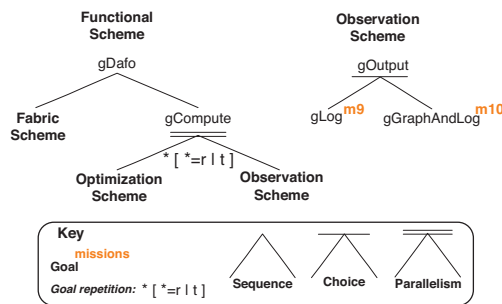 Functional
Scheme
gDafo
Fabric
Scheme
gCompute
* [ *=r | t ]
Optimization
Scheme
Observation
Scheme
Observation
Scheme
gOutput
gLog m9
gGraphAndLog m10
Key
missions
Goal
Goal repetition: * [ *=r | t ]
Sequence
Choice
Parallelism